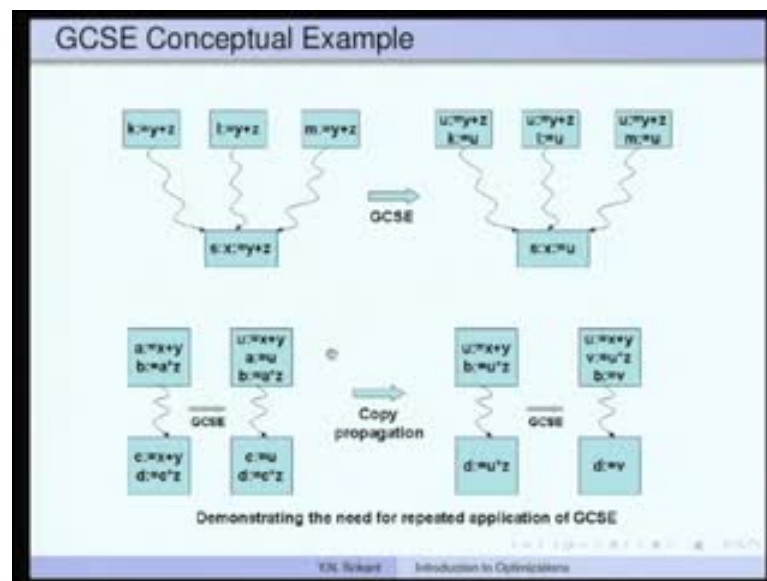 GCSE Conceptual Example
k:=y+z
l:=y+z
m:=y+z
s:x:=y+z
GCSE
u:=y+z
k:=u
u:=y+z
l:=u
u:=y+z
m:=u
s:x:=u
a:=x+y
b:=a*z
c:=x+y
d:=c*z
GCSE
u:=x+y
a:=u
b:=a*z
c:=u
d:=c*z
Copy
propagation
u:=x+y
b:=u*z
d:=u*z
GCSE
u:=x+y
v:=u*z
b:=v
d:=v
Demonstrating the need for repeated application of GCSE
Y.N. Srikant
Introduction to Optimizations